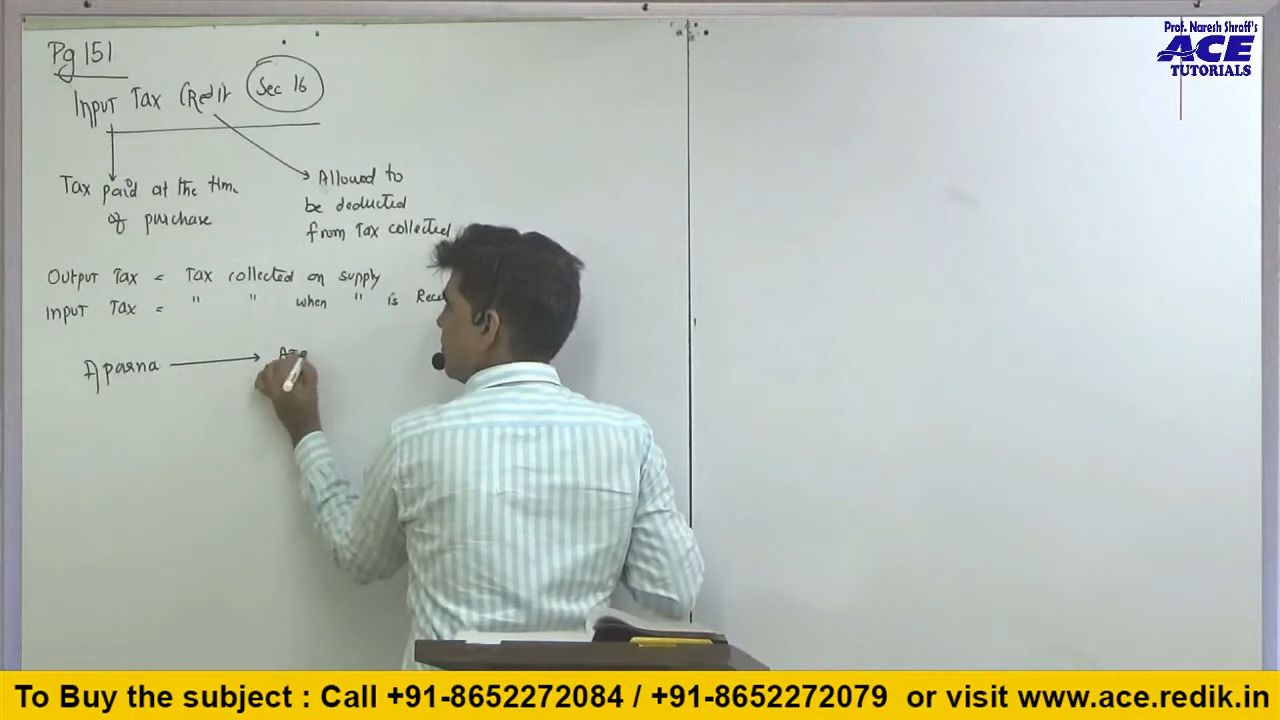 Pg 151
Input Tax Credit Sec 16
Tax paid at the time
of purchase
Allowed to
be deducted
from Tax collected
Output Tax = Tax collected on supply
Input Tax = " " when " is
Aparna
Prof. Naresh Shroff's
ACE
TUTORIALS
To Buy the subject : Call +91-8652272084 / +91-8652272079 or visit www.ace.redik.in